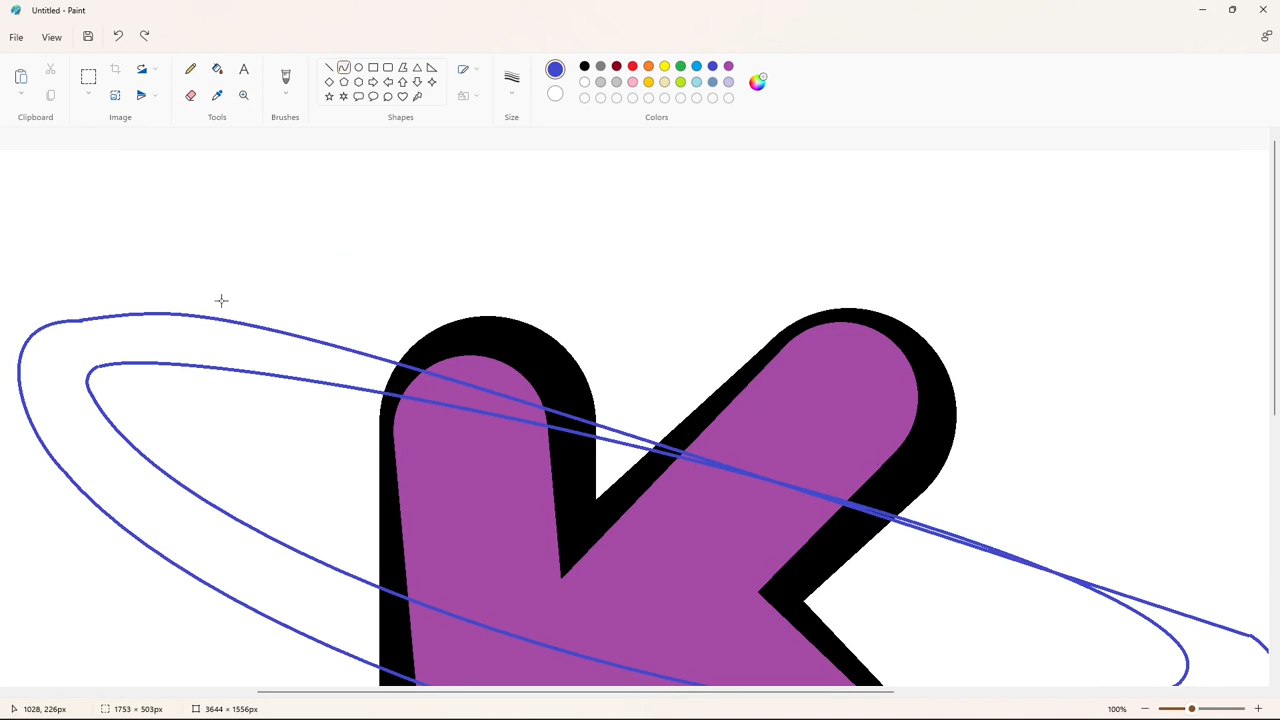 Untitled - Paint
File View
Clipboard Image Tools Brushes Shapes Size Colors
K
1028, 226px 1753 × 503px 3644 × 1556px 100%